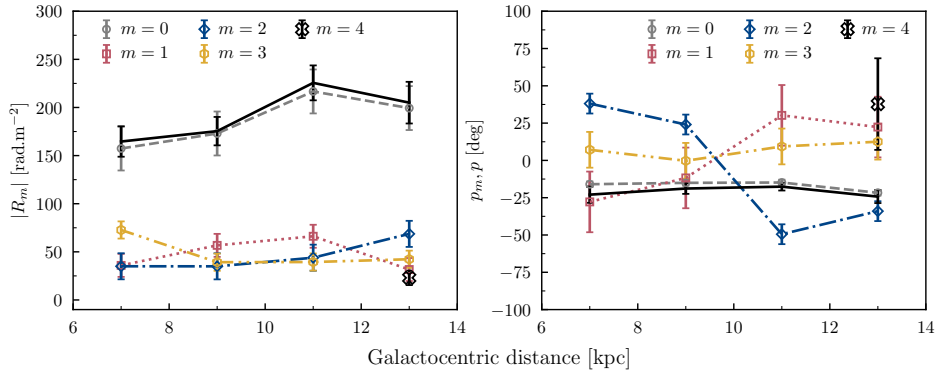 300
250
200
150
100
50
0
|R_m| [rad.m^{-2}]
m = 0
m = 2
m = 4
m = 1
m = 3
6
8
10
12
14
100
75
50
25
0
−25
−50
−75
−100
p_m, p [deg]
m = 0
m = 2
m = 4
m = 1
m = 3
6
8
10
12
14
Galactocentric distance [kpc]